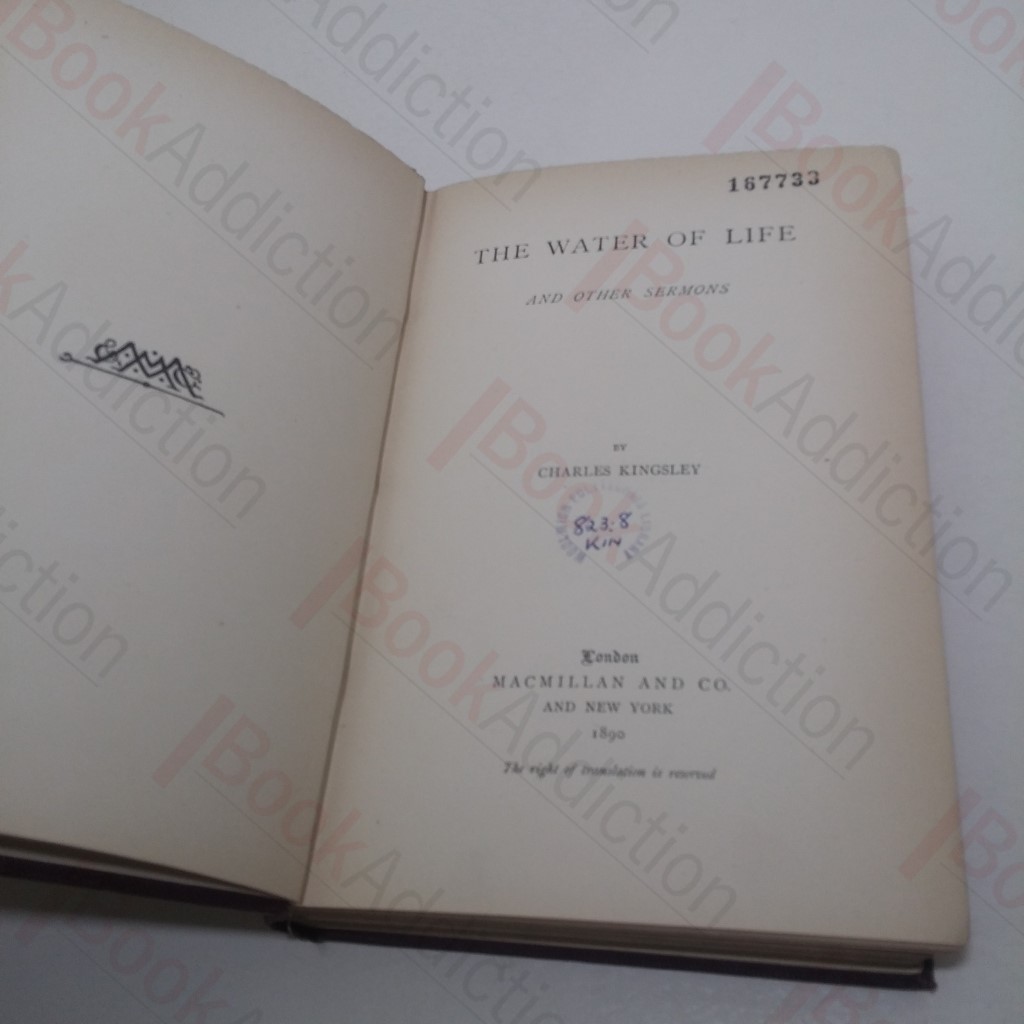 167733
THE WATER OF LIFE
AND OTHER SERMONS
BY
CHARLES KINGSLEY
823.8
KIN
London
MACMILLAN AND CO.
AND NEW YORK
1890
The right of translation is reserved
BookAddiction